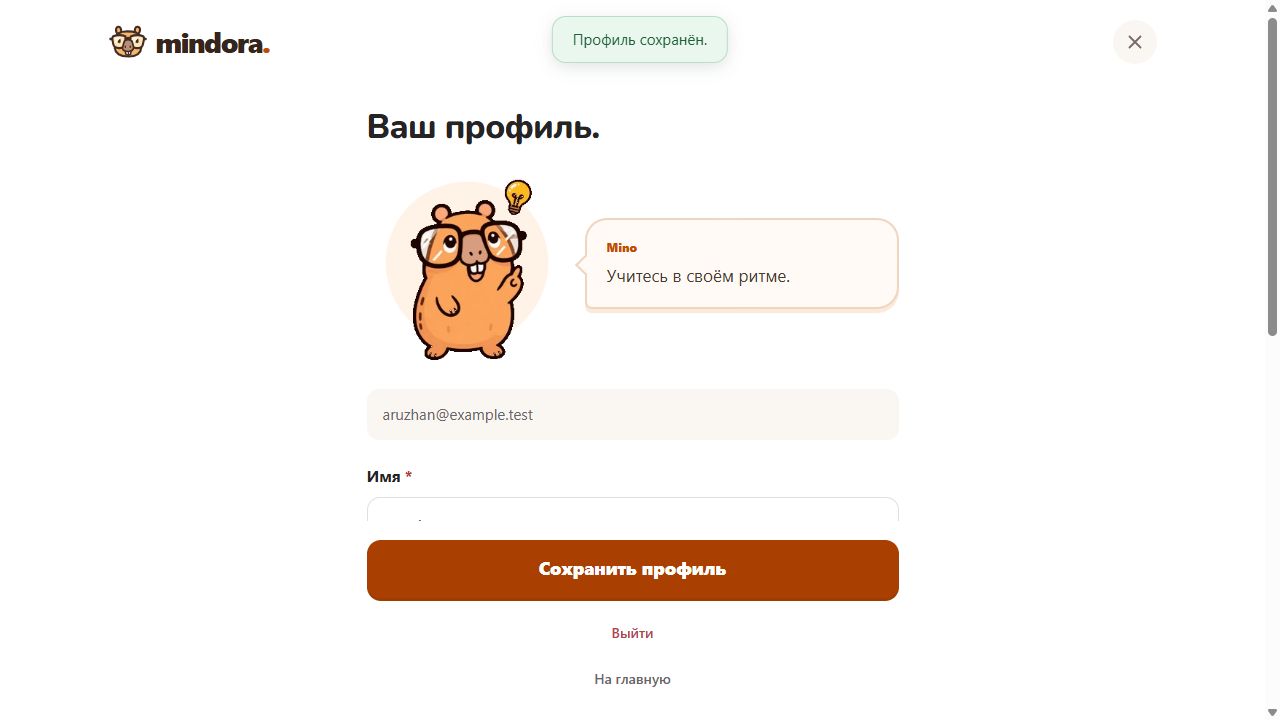 mindora.
Профиль сохранён.
Ваш профиль.
Mino
Учитесь в своём ритме.
aruzhan@example.test
Имя *
Сохранить профиль
Выйти
На главную